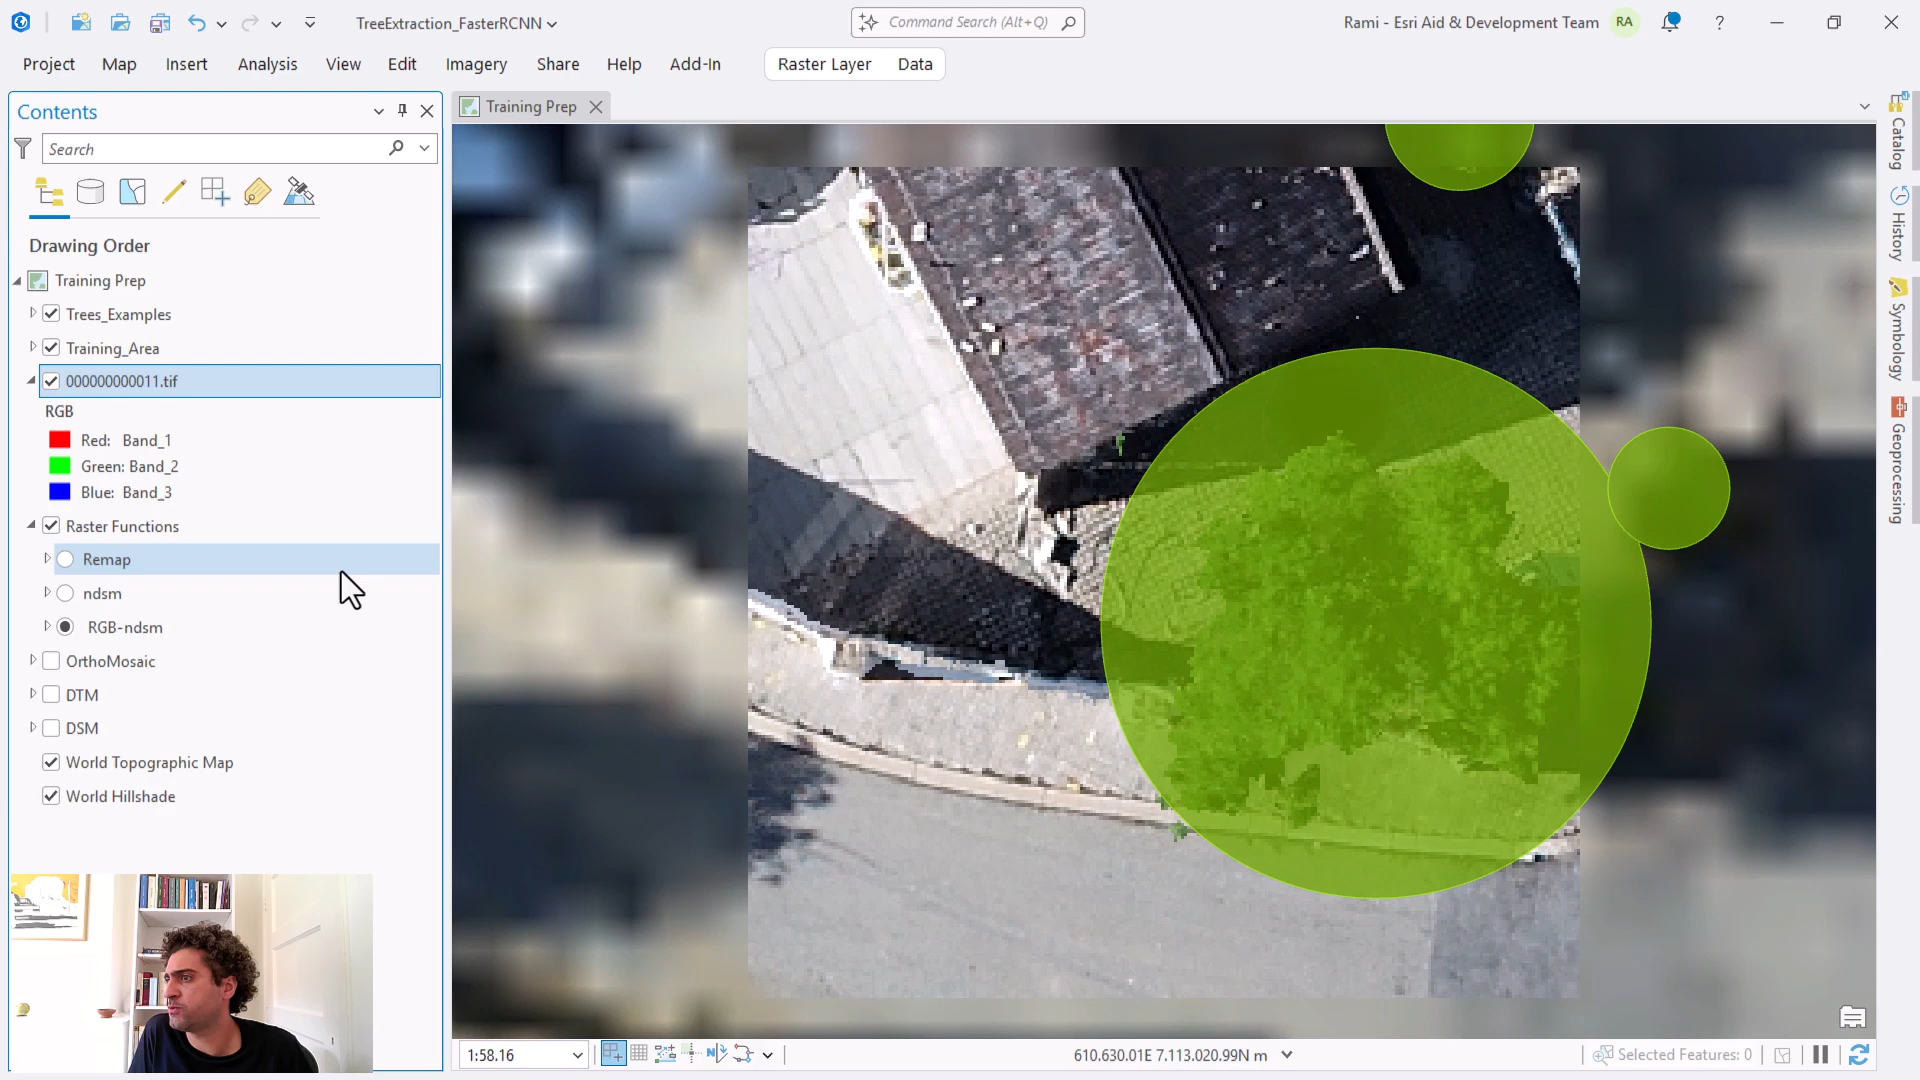 TreeExtraction_FasterRCNN
Command Search (Alt+Q)
Rami - Esri Aid & Development Team
RA
?
Project
Map
Insert
Analysis
View
Edit
Imagery
Share
Help
Add-In
Raster Layer
Data
Contents
Search
Drawing Order
Training Prep
Trees_Examples
Training_Area
000000000011.tif
RGB
Red: Band_1
Green: Band_2
Blue: Band_3
Raster Functions
Remap
ndsm
RGB-ndsm
OrthoMosaic
DTM
DSM
World Topographic Map
World Hillshade
Training Prep
1:58.16
610.630.01E 7.113.020.99N m
Selected Features: 0
Catalog
History
Symbology
Geoprocessing